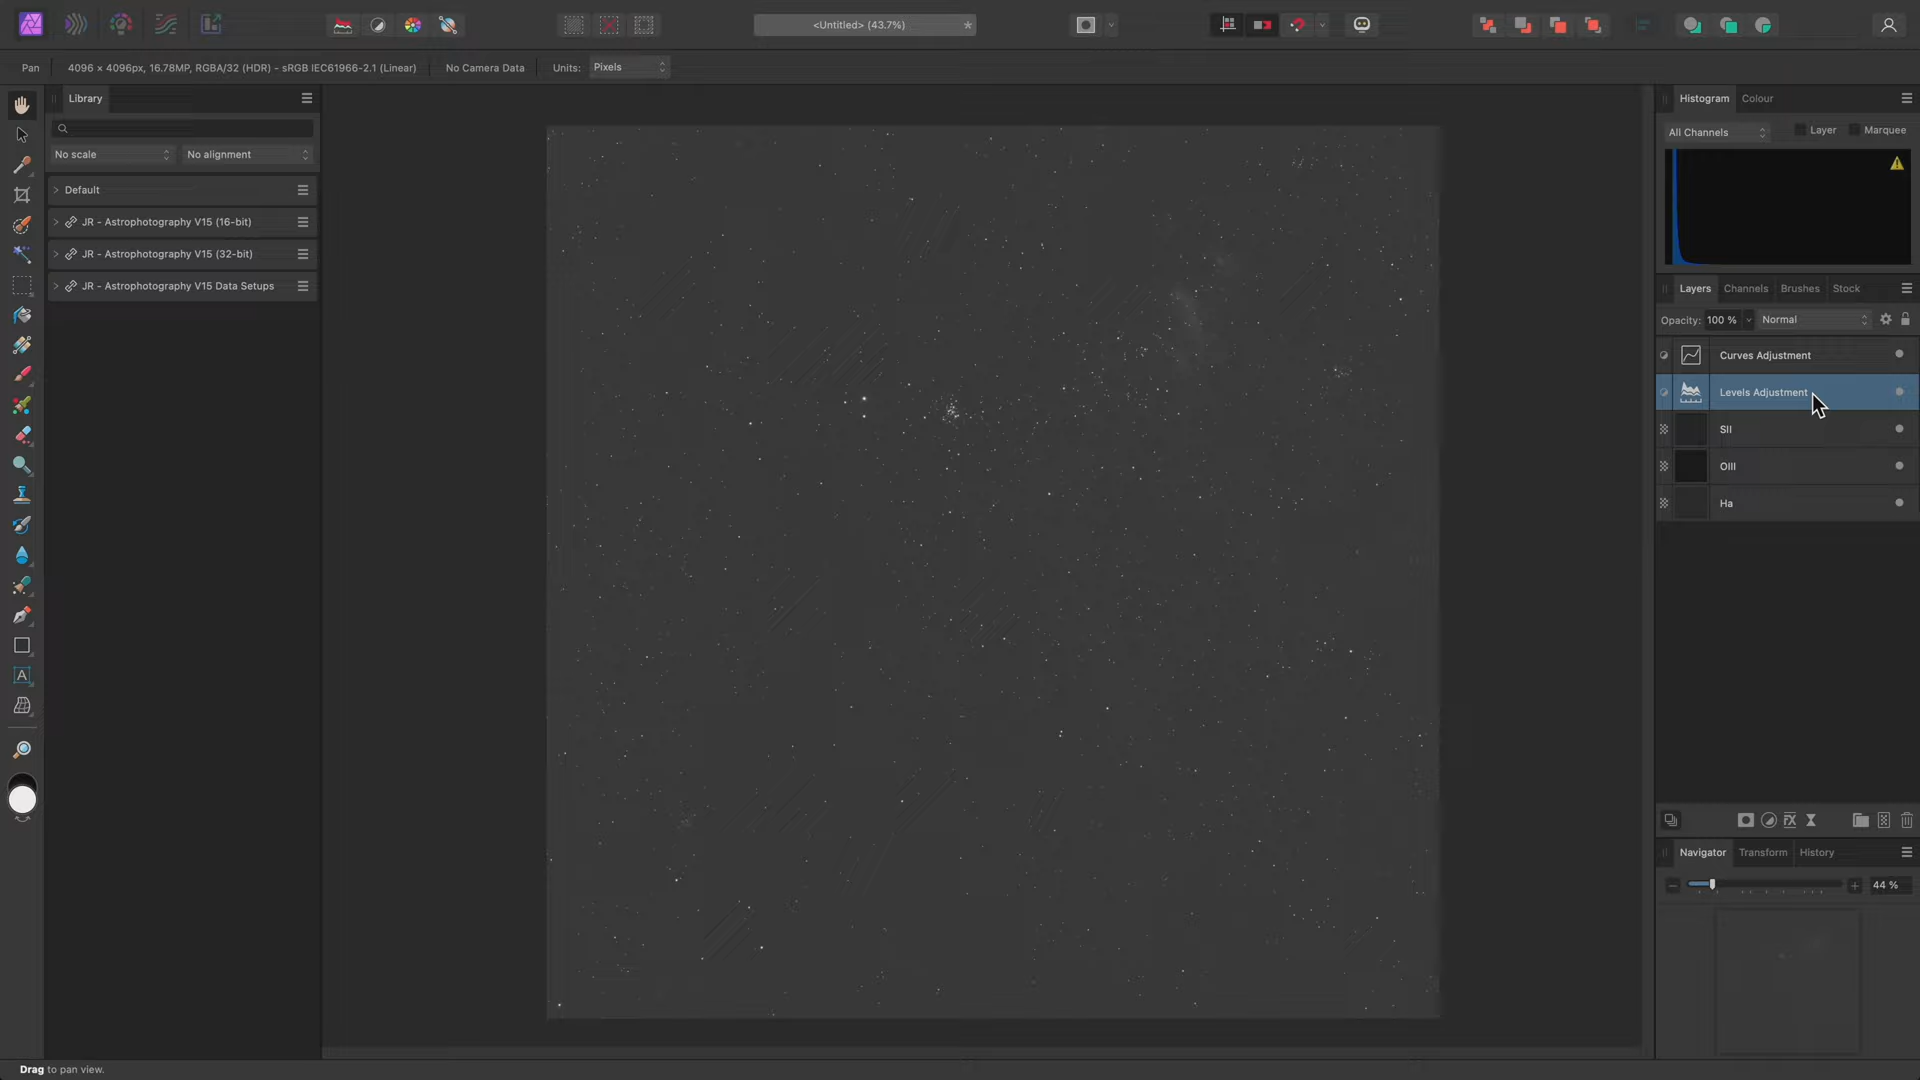 <Untitled> (43.7%)
*
Pan
4096 × 4096px, 16.78MP, RGBA/32 (HDR) - sRGB IEC61966-2.1 (Linear)
No Camera Data
Units:
Pixels
Library
No scale
No alignment
Default
JR - Astrophotography V15 (16-bit)
JR - Astrophotography V15 (32-bit)
JR - Astrophotography V15 Data Setups
Histogram
Colour
All Channels
Layer
Marquee
Layers
Channels
Brushes
Stock
Opacity:
100 %
Normal
Curves Adjustment
Levels Adjustment
SII
OIII
Ha
Navigator
Transform
History
44 %
Drag to pan view.